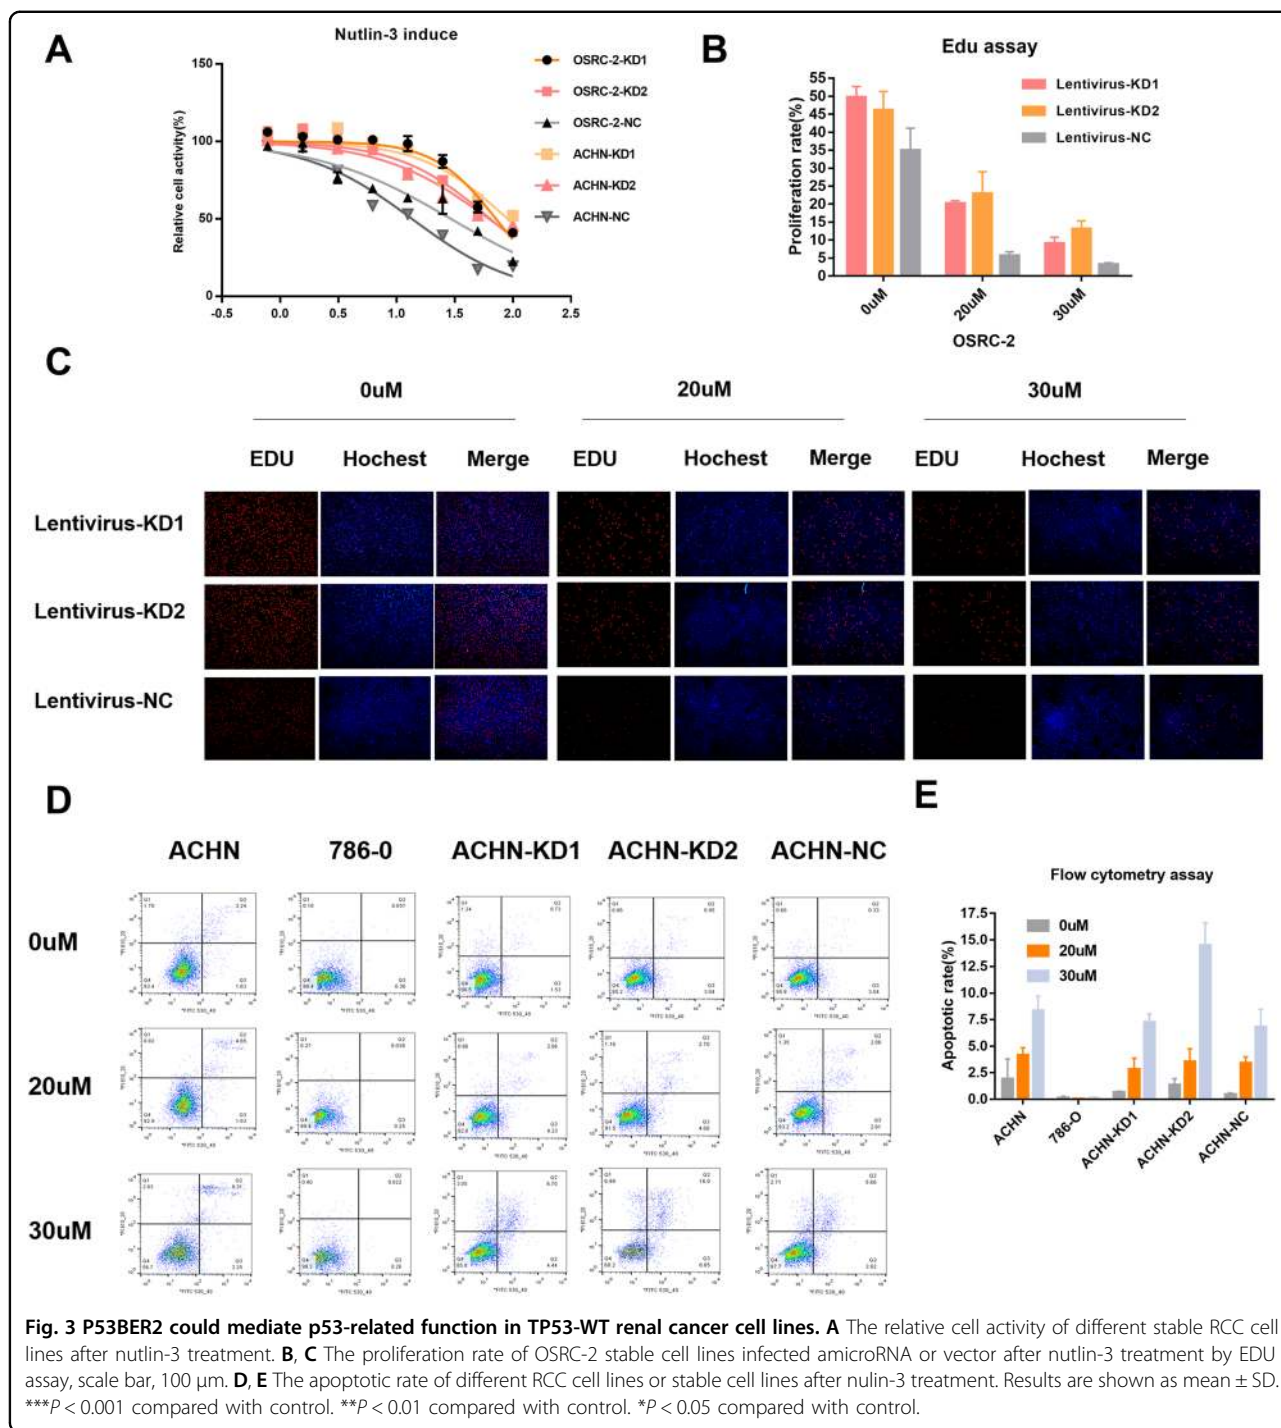 A
Nutlin-3 induce
150
100
50
0
Relative cell activity(%)
-0.5 0.0 0.5 1.0 1.5 2.0 2.5
OSRC-2-KD1
OSRC-2-KD2
OSRC-2-NC
ACHN-KD1
ACHN-KD2
ACHN-NC
B
Edu assay
Proliferation rate(%)
55
50
45
40
35
30
25
20
15
10
5
0
Lentivirus-KD1
Lentivirus-KD2
Lentivirus-NC
0uM 20uM 30uM
OSRC-2
C
0uM 20uM 30uM
EDU Hochest Merge EDU Hochest Merge EDU Hochest Merge
Lentivirus-KD1
Lentivirus-KD2
Lentivirus-NC
D
ACHN 786-0 ACHN-KD1 ACHN-KD2 ACHN-NC
0uM
20uM
30uM
E
Flow cytometry assay
Apoptotic rate(%)
17.5
15.0
12.5
10.0
7.5
5.0
2.5
0.0
0uM
20uM
30uM
ACHN 786-O ACHN-KD1 ACHN-KD2 ACHN-NC
Fig. 3 P53BER2 could mediate p53-related function in TP53-WT renal cancer cell lines. A The relative cell activity of different stable RCC cell
lines after nutlin-3 treatment. B, C The proliferation rate of OSRC-2 stable cell lines infected amicroRNA or vector after nutlin-3 treatment by EDU
assay, scale bar, 100 μm. D, E The apoptotic rate of different RCC cell lines or stable cell lines after nulin-3 treatment. Results are shown as mean ± SD.
***P < 0.001 compared with control. **P < 0.01 compared with control. *P < 0.05 compared with control.